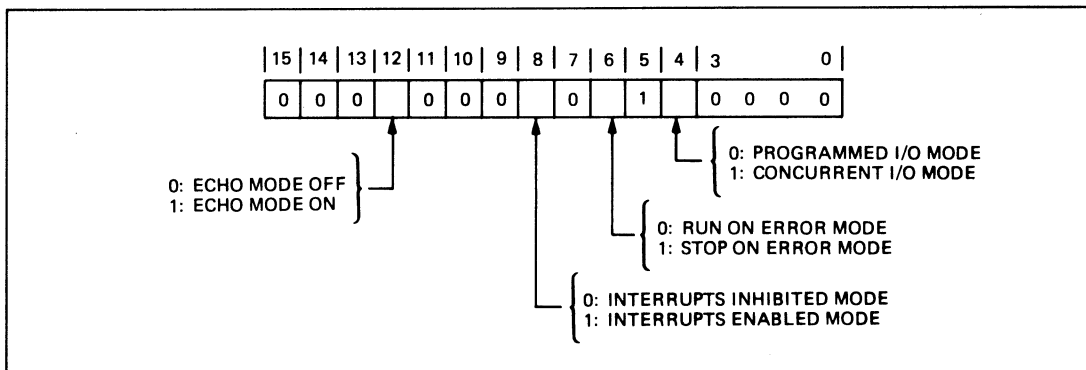 15 | 14 | 13 | 12 | 11 | 10 | 9 | 8 | 7 | 6 | 5 | 4 | 3 0 |
0 0 0 0 0 0 0 1 0 0 0 0
0: PROGRAMMED I/O MODE
1: CONCURRENT I/O MODE
0: ECHO MODE OFF
1: ECHO MODE ON
0: RUN ON ERROR MODE
1: STOP ON ERROR MODE
0: INTERRUPTS INHIBITED MODE
1: INTERRUPTS ENABLED MODE